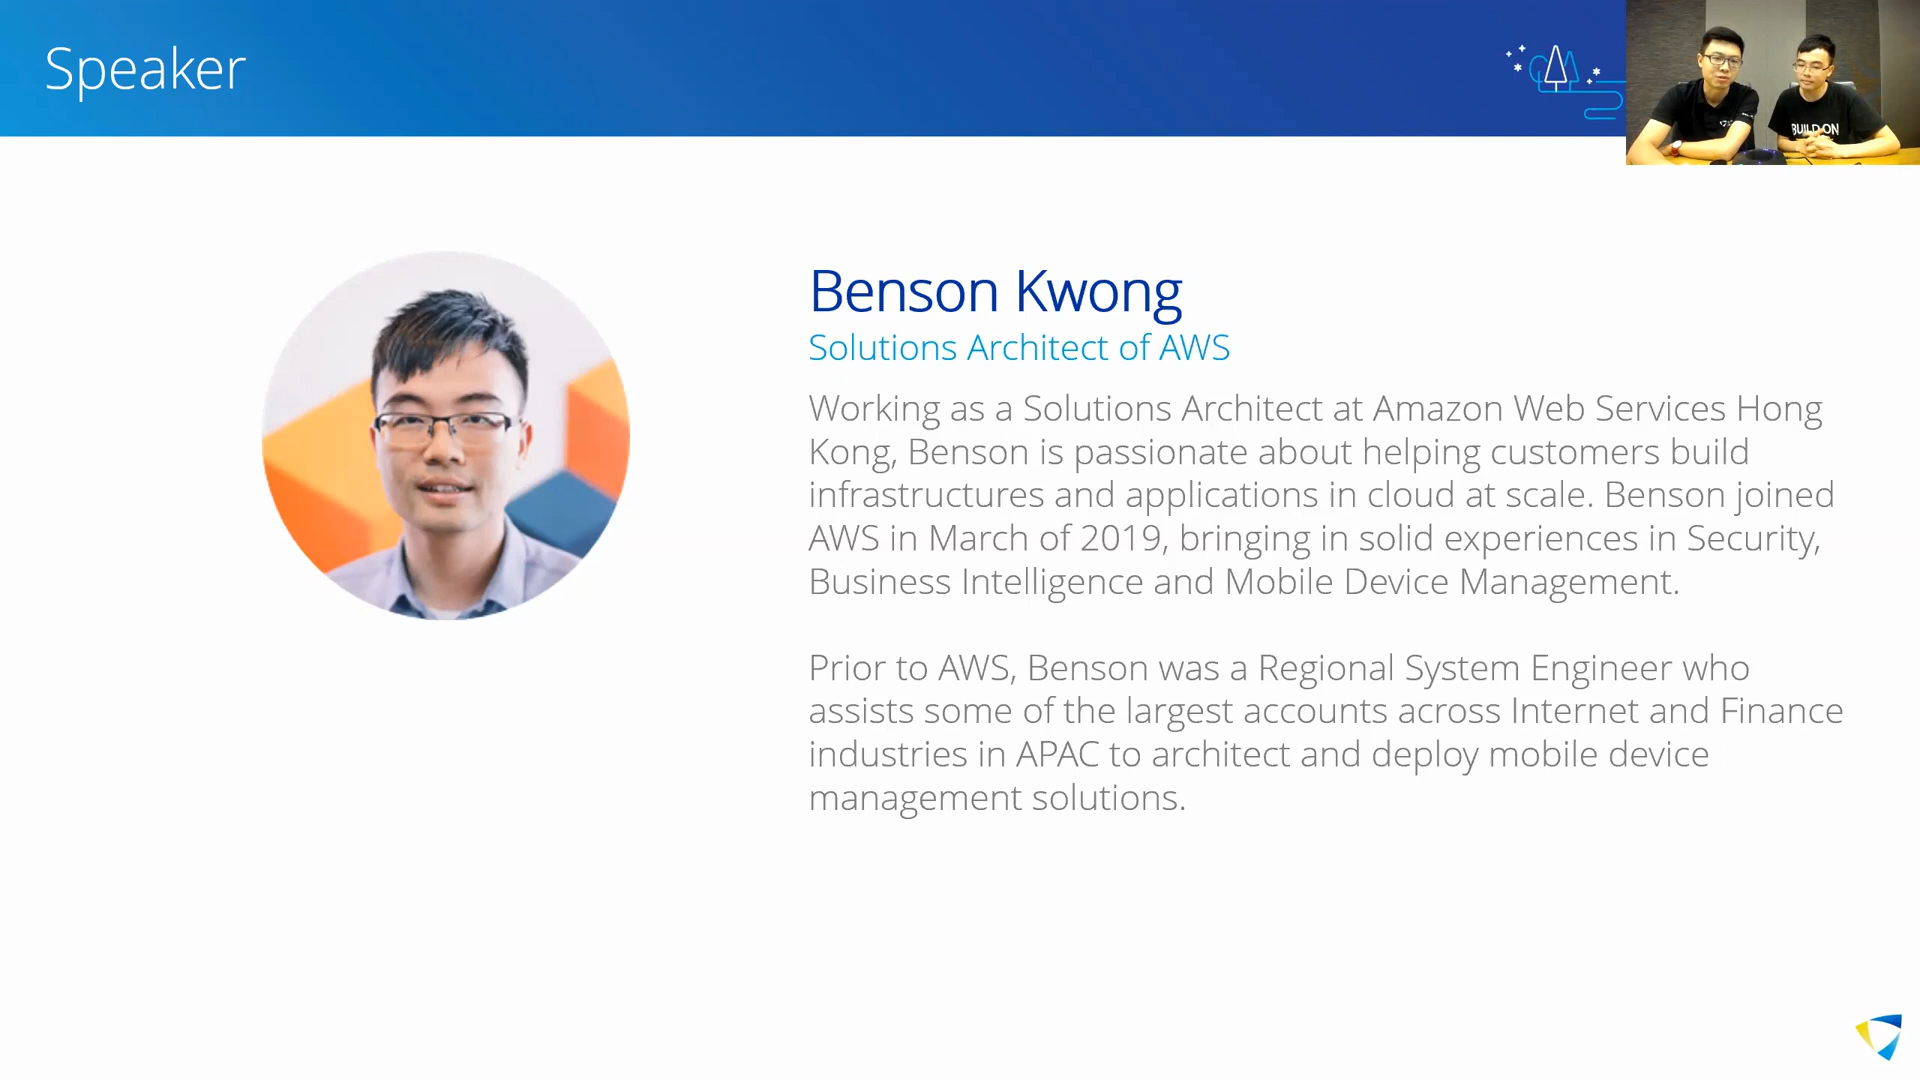 Speaker
BUILD ON
Benson Kwong
Solutions Architect of AWS
Working as a Solutions Architect at Amazon Web Services Hong
Kong, Benson is passionate about helping customers build
infrastructures and applications in cloud at scale. Benson joined
AWS in March of 2019, bringing in solid experiences in Security,
Business Intelligence and Mobile Device Management.
Prior to AWS, Benson was a Regional System Engineer who
assists some of the largest accounts across Internet and Finance
industries in APAC to architect and deploy mobile device
management solutions.